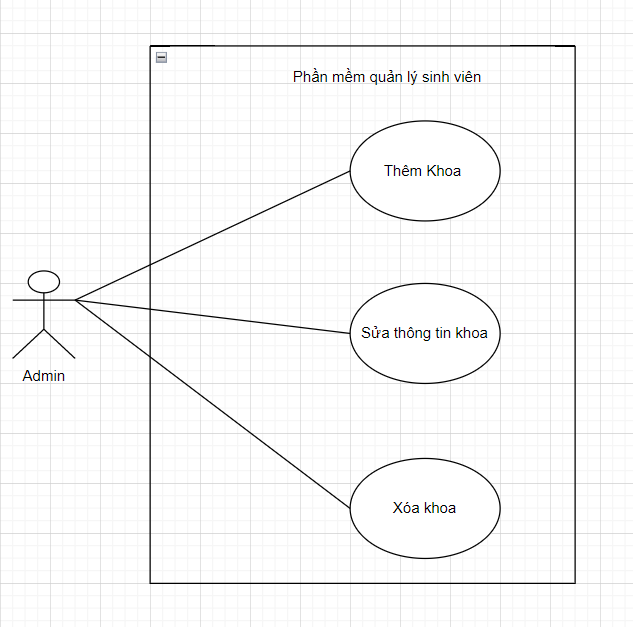 Phần mềm quản lý sinh viên
Thêm Khoa
Sửa thông tin khoa
Admin
Xóa khoa